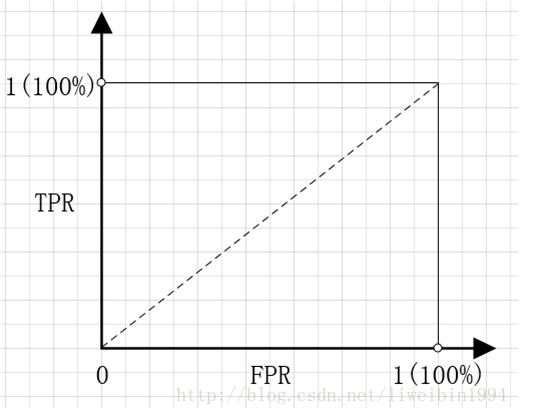 1(100%)
TPR
0 FPR 1(100%)
http://blog.csdn.net/liweibin1994